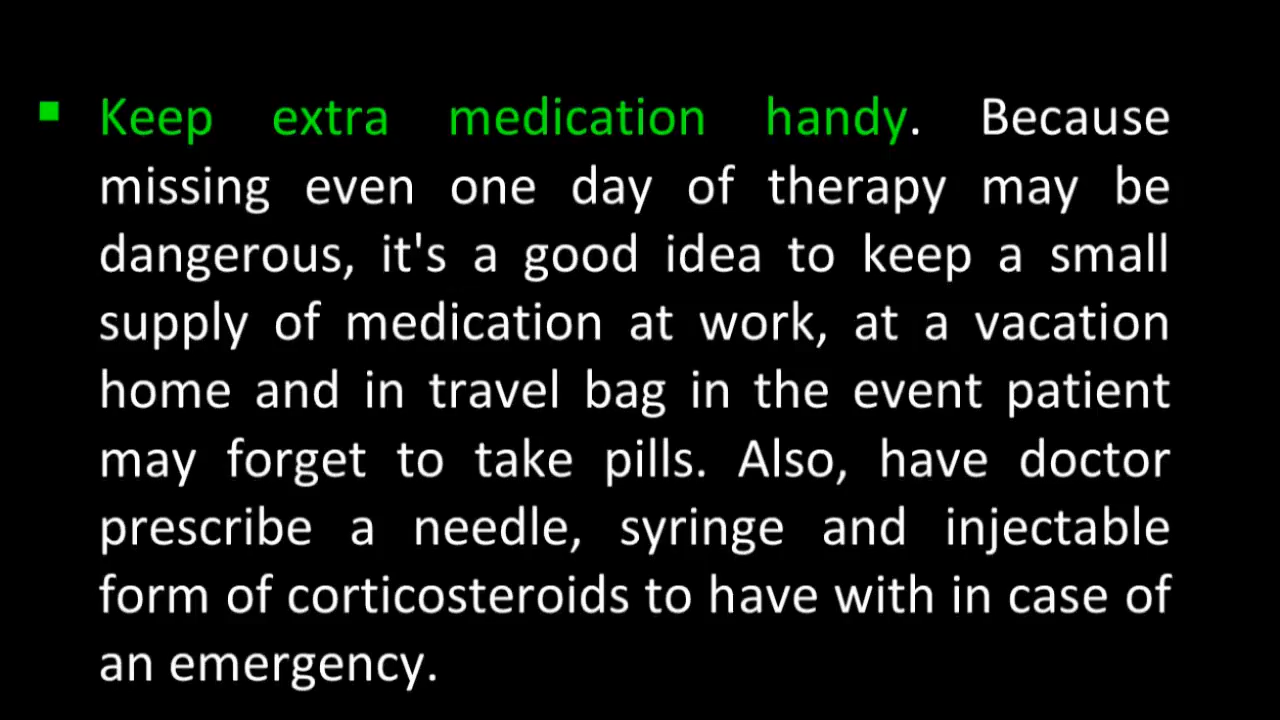 ▪ Keep extra medication handy. Because
missing even one day of therapy may be
dangerous, it's a good idea to keep a small
supply of medication at work, at a vacation
home and in travel bag in the event patient
may forget to take pills. Also, have doctor
prescribe a needle, syringe and injectable
form of corticosteroids to have with in case of
an emergency.